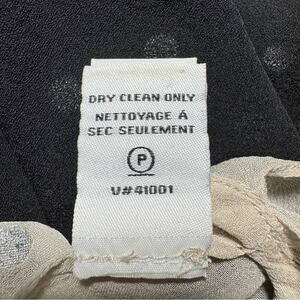 DRY CLEAN ONLY
NETTOYAGE Á
SEC SEULEMENT
P
V#41001